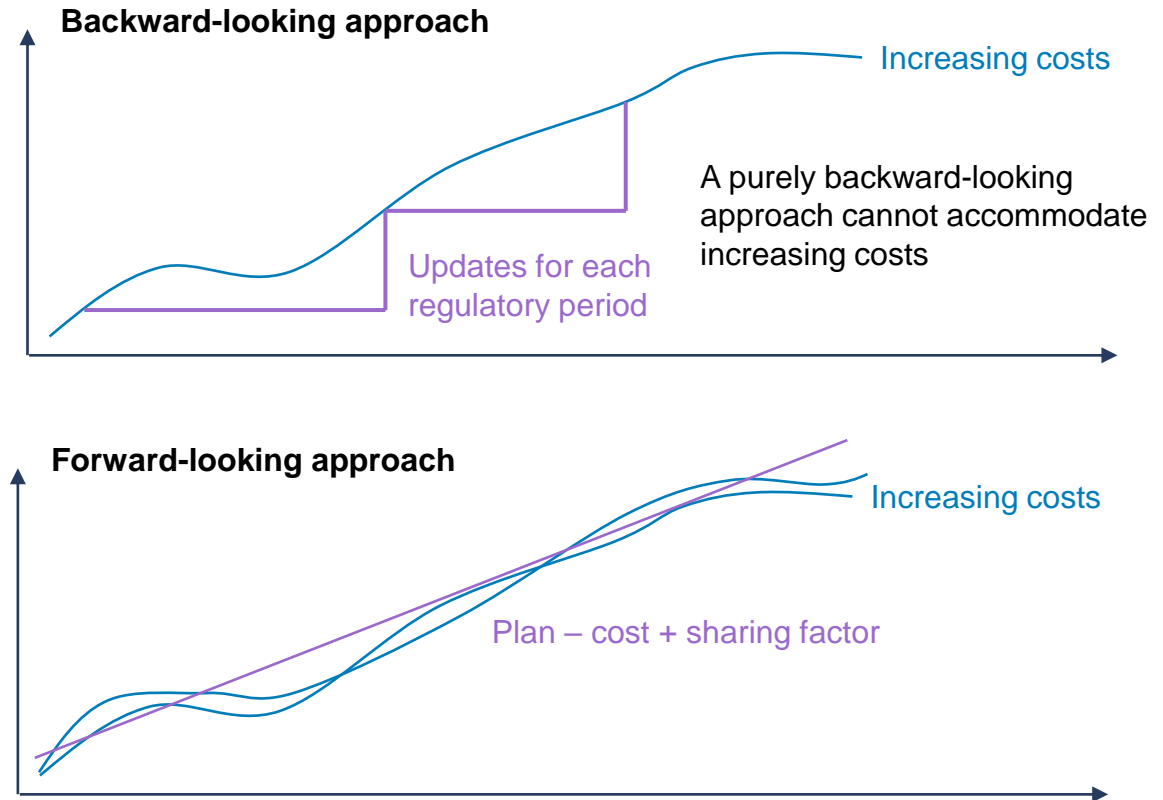 Backward-looking approach
Increasing costs
A purely backward-looking
approach cannot accommodate
increasing costs
Updates for each
regulatory period
Forward-looking approach
Increasing costs
Plan – cost + sharing factor